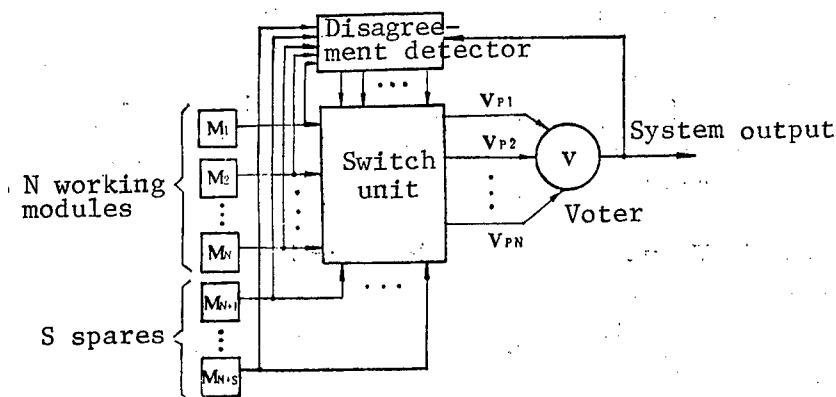 Disagree-
ment detector
...
M1
M2
⋮
MN
N working
modules
Switch
unit
VP1
VP2
⋮
VPN
V
System output
Voter
...
S spares
MN+1
⋮
MN+S